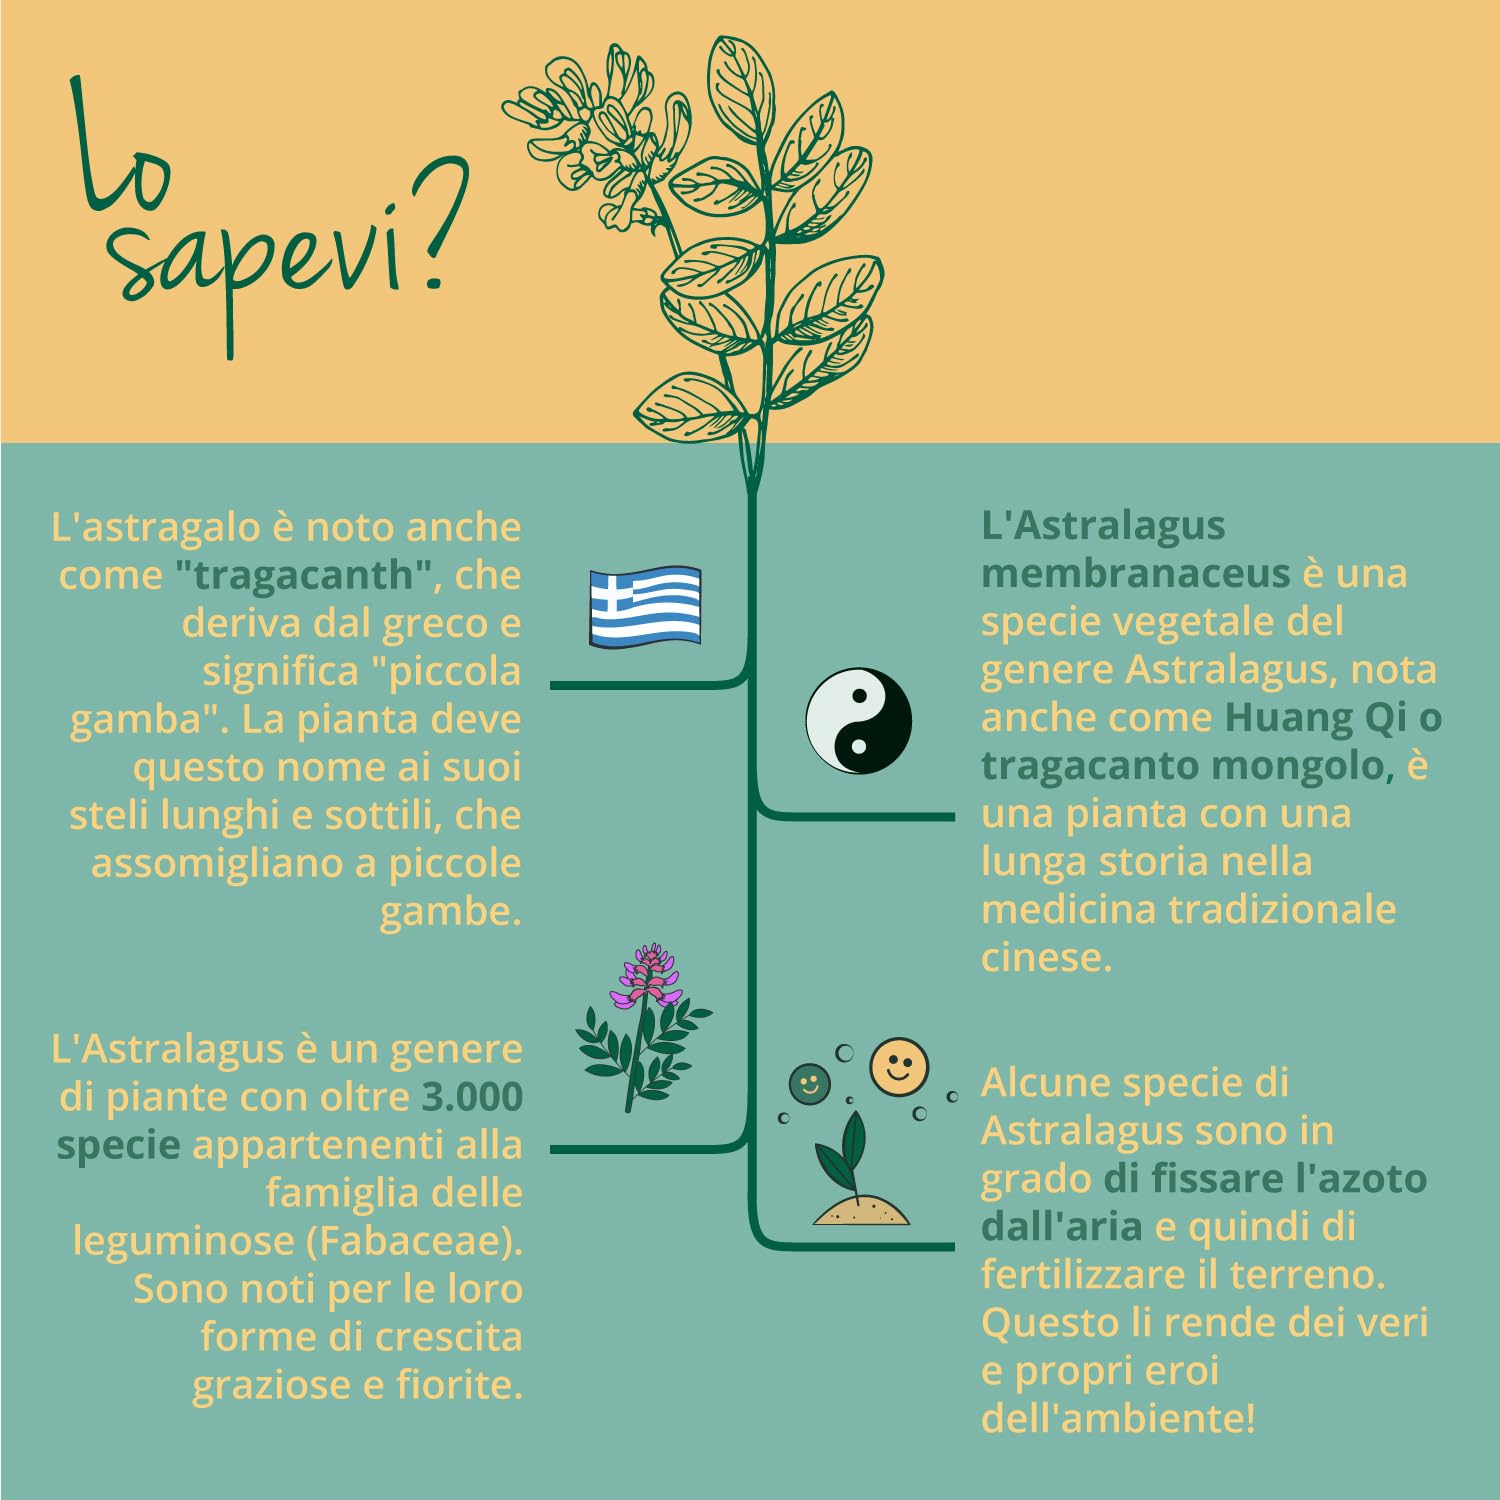 Lo
sapevi?
L'astragalo è noto anche
come "tragacanth", che
deriva dal greco e
significa "piccola
gamba". La pianta deve
questo nome ai suoi
steli lunghi e sottili, che
assomigliano a piccole
gambe.
L'Astralagus
membranaceus è una
specie vegetale del
genere Astralagus, nota
anche come Huang Qi o
tragacanto mongolo, è
una pianta con una
lunga storia nella
medicina tradizionale
cinese.
L'Astralagus è un genere
di piante con oltre 3.000
specie appartenenti alla
famiglia delle
leguminose (Fabaceae).
Sono noti per le loro
forme di crescita
graziose e fiorite.
Alcune specie di
Astralagus sono in
grado di fissare l'azoto
dall'aria e quindi di
fertilizzare il terreno.
Questo li rende dei veri
e propri eroi
dell'ambiente!